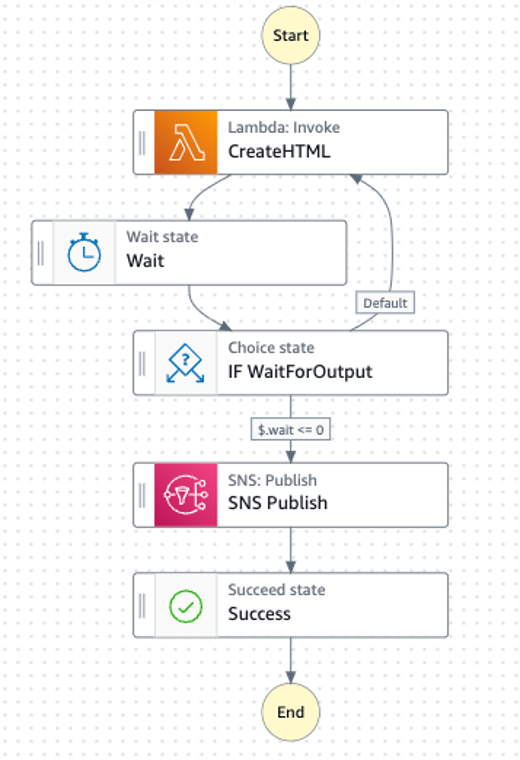 Start
Lambda: Invoke
CreateHTML
Wait state
Wait
Default
Choice state
IF WaitForOutput
$.wait <= 0
SNS: Publish
SNS Publish
Succeed state
Success
End